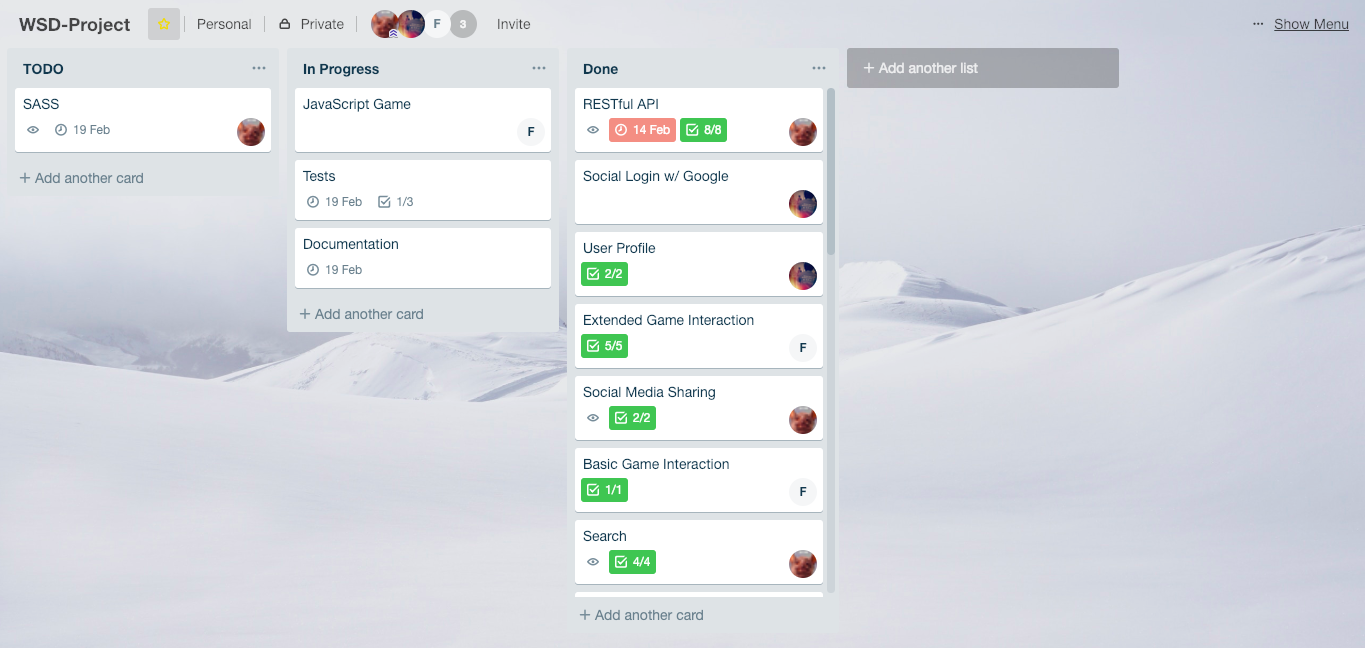 WSD-Project
Personal
Private
F
3
Invite
Show Menu
TODO
SASS
19 Feb
+ Add another card
In Progress
JavaScript Game
F
Tests
19 Feb 1/3
Documentation
19 Feb
+ Add another card
Done
RESTful API
14 Feb 8/8
Social Login w/ Google
User Profile
2/2
Extended Game Interaction
5/5
F
Social Media Sharing
2/2
Basic Game Interaction
1/1
F
Search
4/4
+ Add another card
+ Add another list